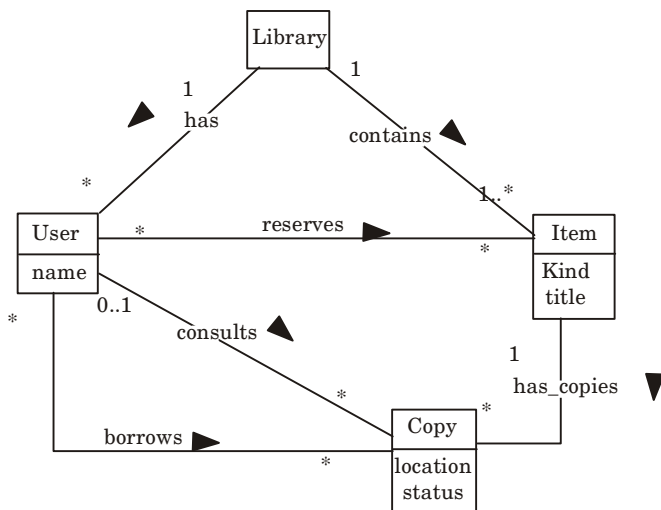 Library
1
1
has
contains
*
1..*
User
*
reserves
*
Item
name
Kind
title
0..1
*
consults
1
has_copies
*
*
Copy
borrows
*
location
status